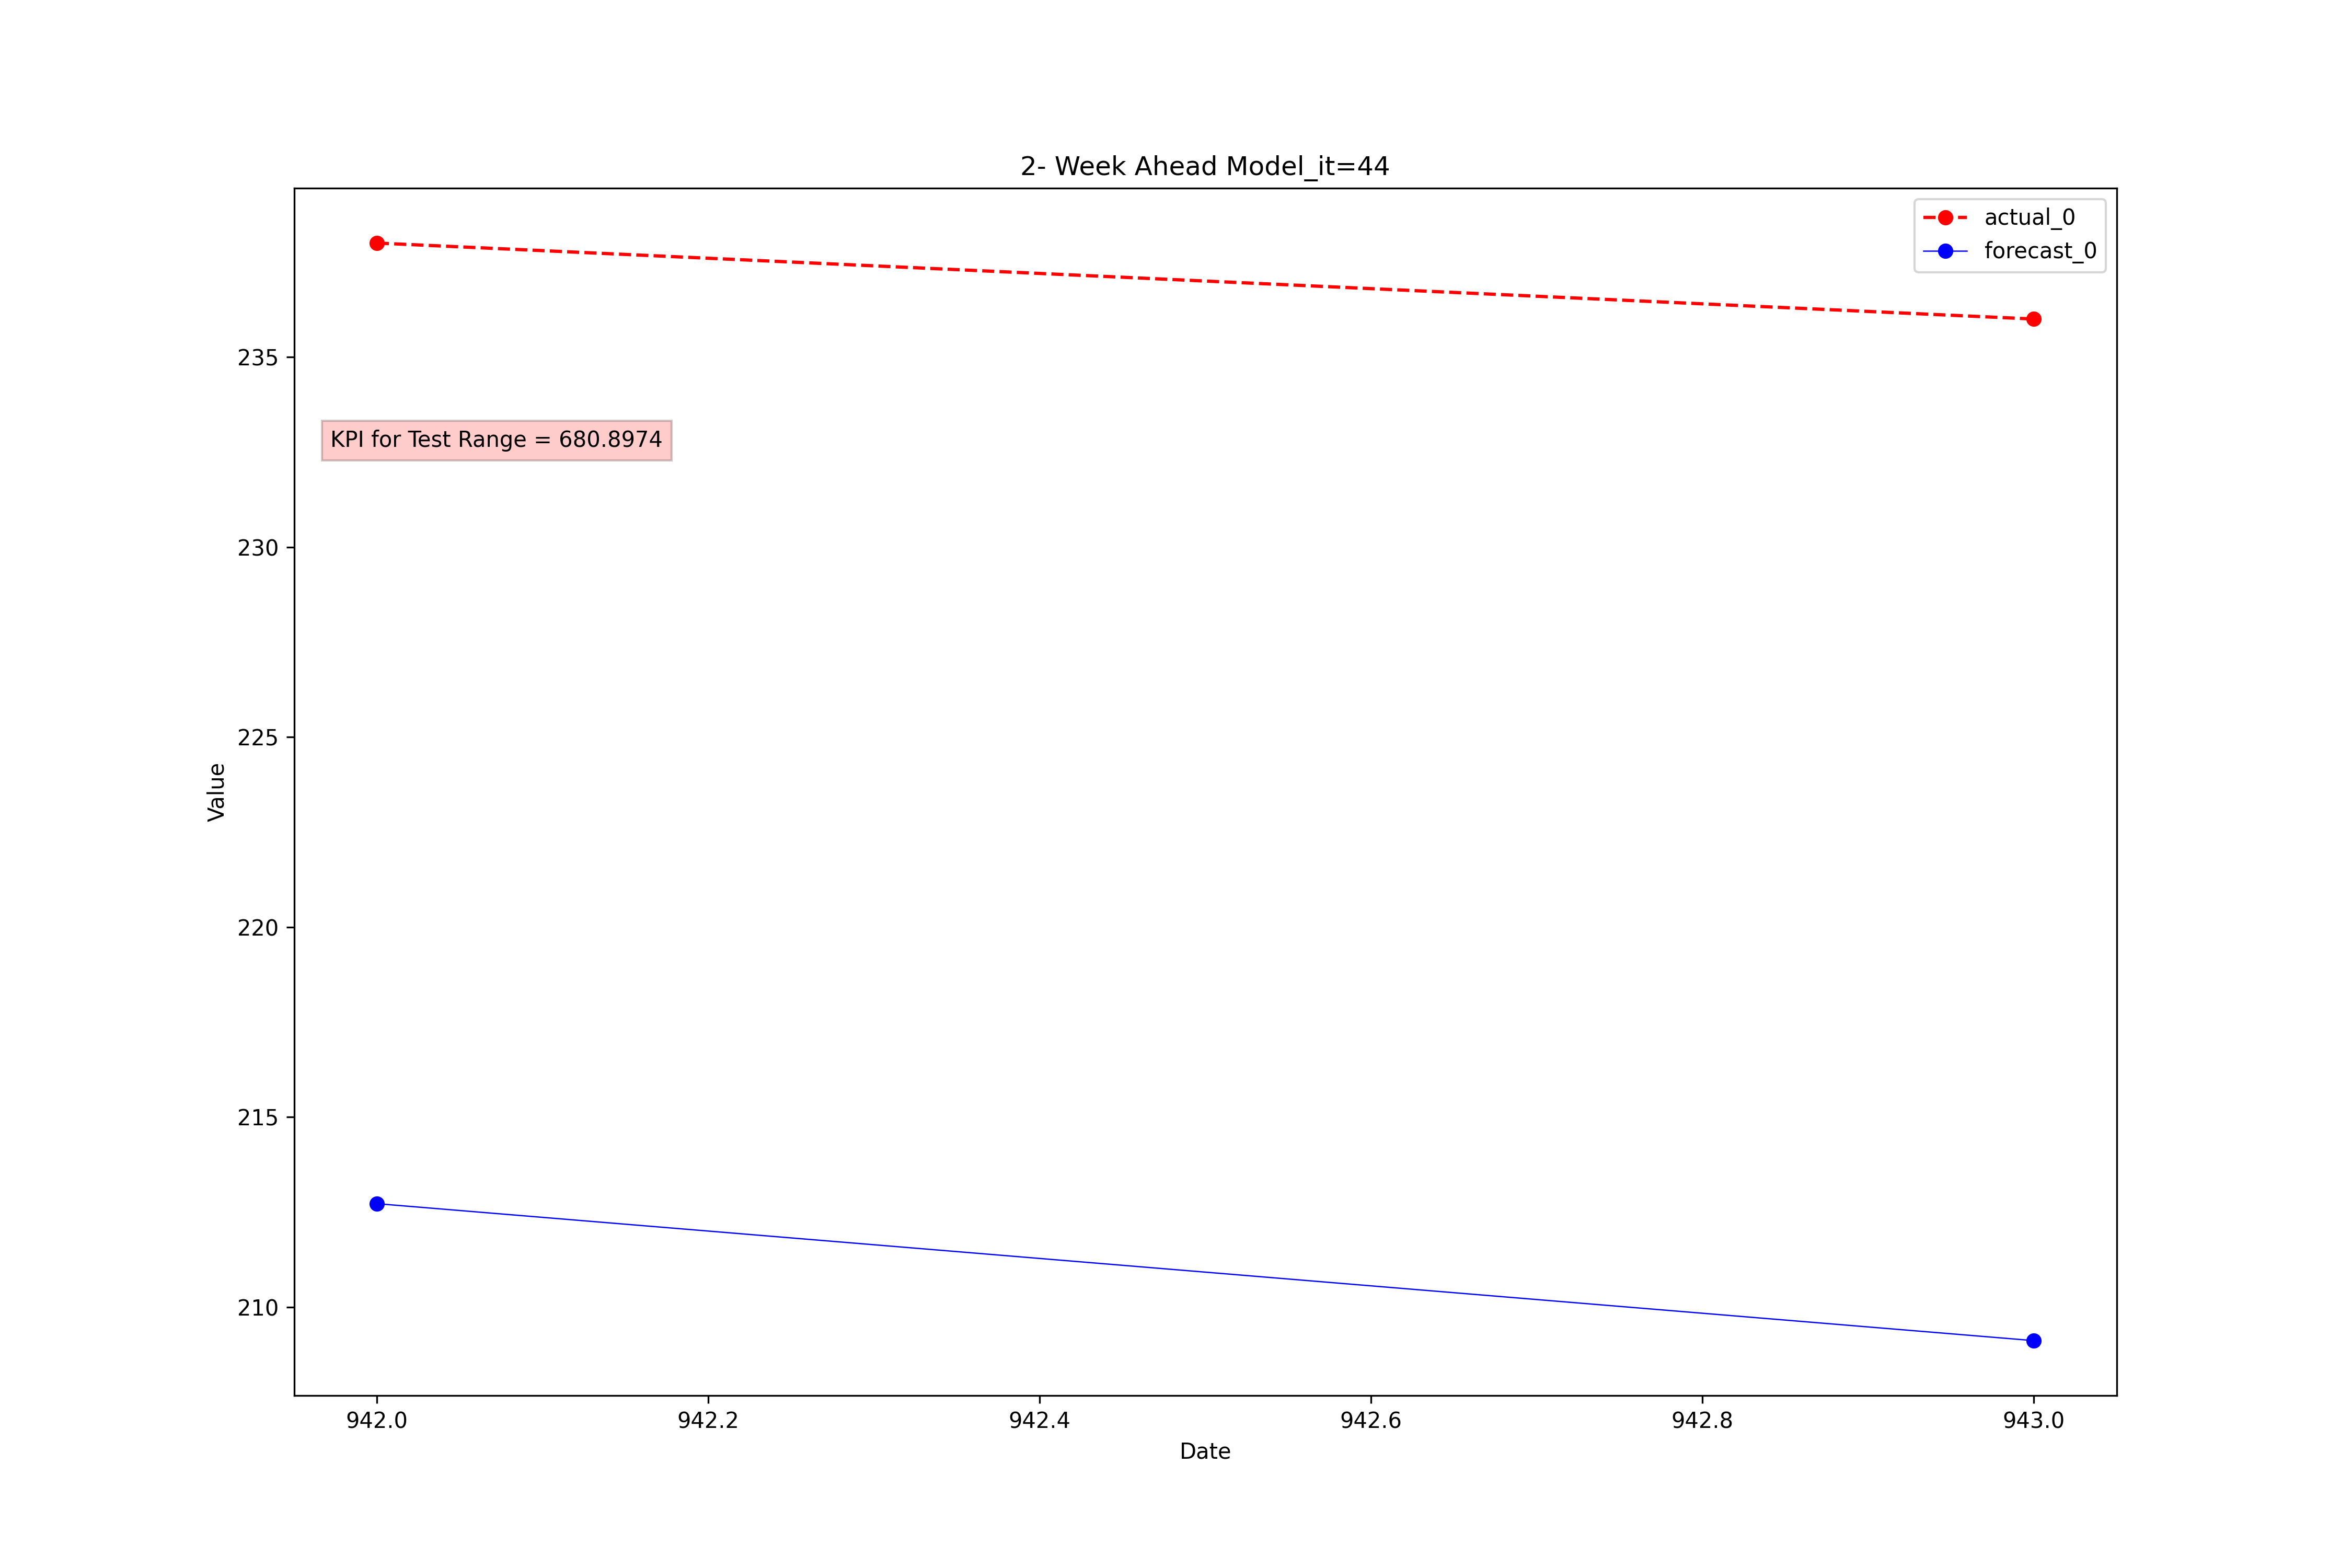 2- Week Ahead Model_it=44
actual_0
forecast_0
KPI for Test Range = 680.8974
235
230
225
220
215
210
Value
942.0 942.2 942.4 942.6 942.8 943.0
Date